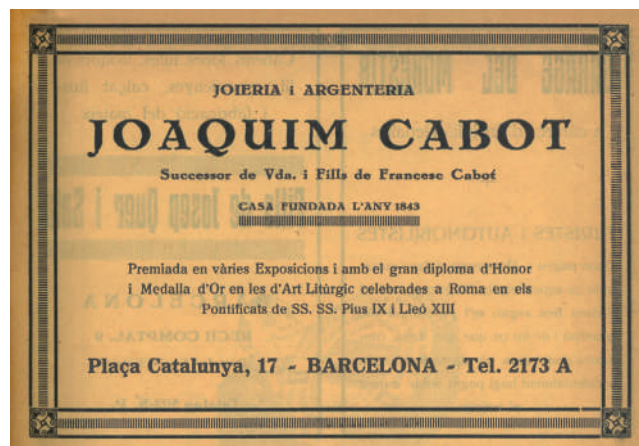 JOIERIA i ARGENTERIA
JOAQUIM CABOT
Successor de Vda. i Fills de Francesc Cabot
CASA FUNDADA L'ANY 1843
Premiada en vàries Exposicions i amb el gran diploma d'Honor
i Medalla d'Or en les d'Art Litúrgic celebrades a Roma en els
Pontificats de SS. SS. Pius IX i Lleó XIII
Plaça Catalunya, 17 - BARCELONA - Tel. 2173 A